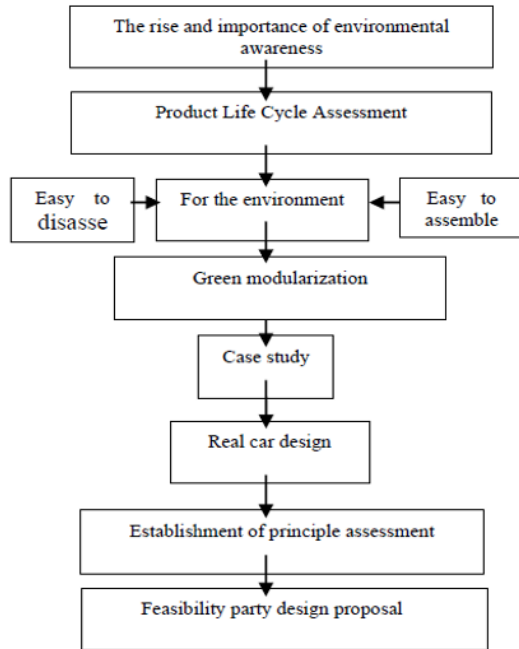 The rise and importance of environmental
awareness
Product Life Cycle Assessment
Easy to
disasse
For the environment
Easy to
assemble
Green modularization
Case study
Real car design
Establishment of principle assessment
Feasibility party design proposal